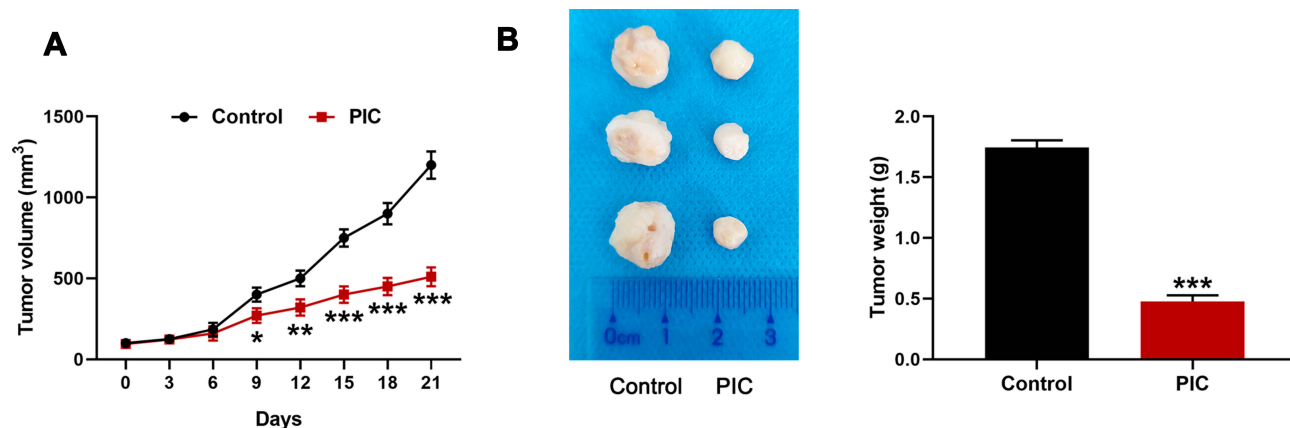 A
B
Control PIC
Tumor volume (mm³)
1500
1000
500
0
* ** *** *** ***
0 3 6 9 12 15 18 21
Days
0cm 1 2 3
Control PIC
Tumor weight (g)
2.0
1.5
1.0
0.5
0.0
***
Control PIC